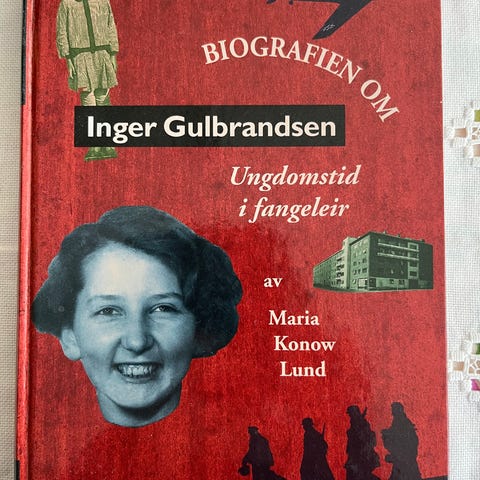 BIOGRAFIEN OM
Inger Gulbrandsen
Ungdomstid
i fangeleir
av
Maria
Konow
Lund